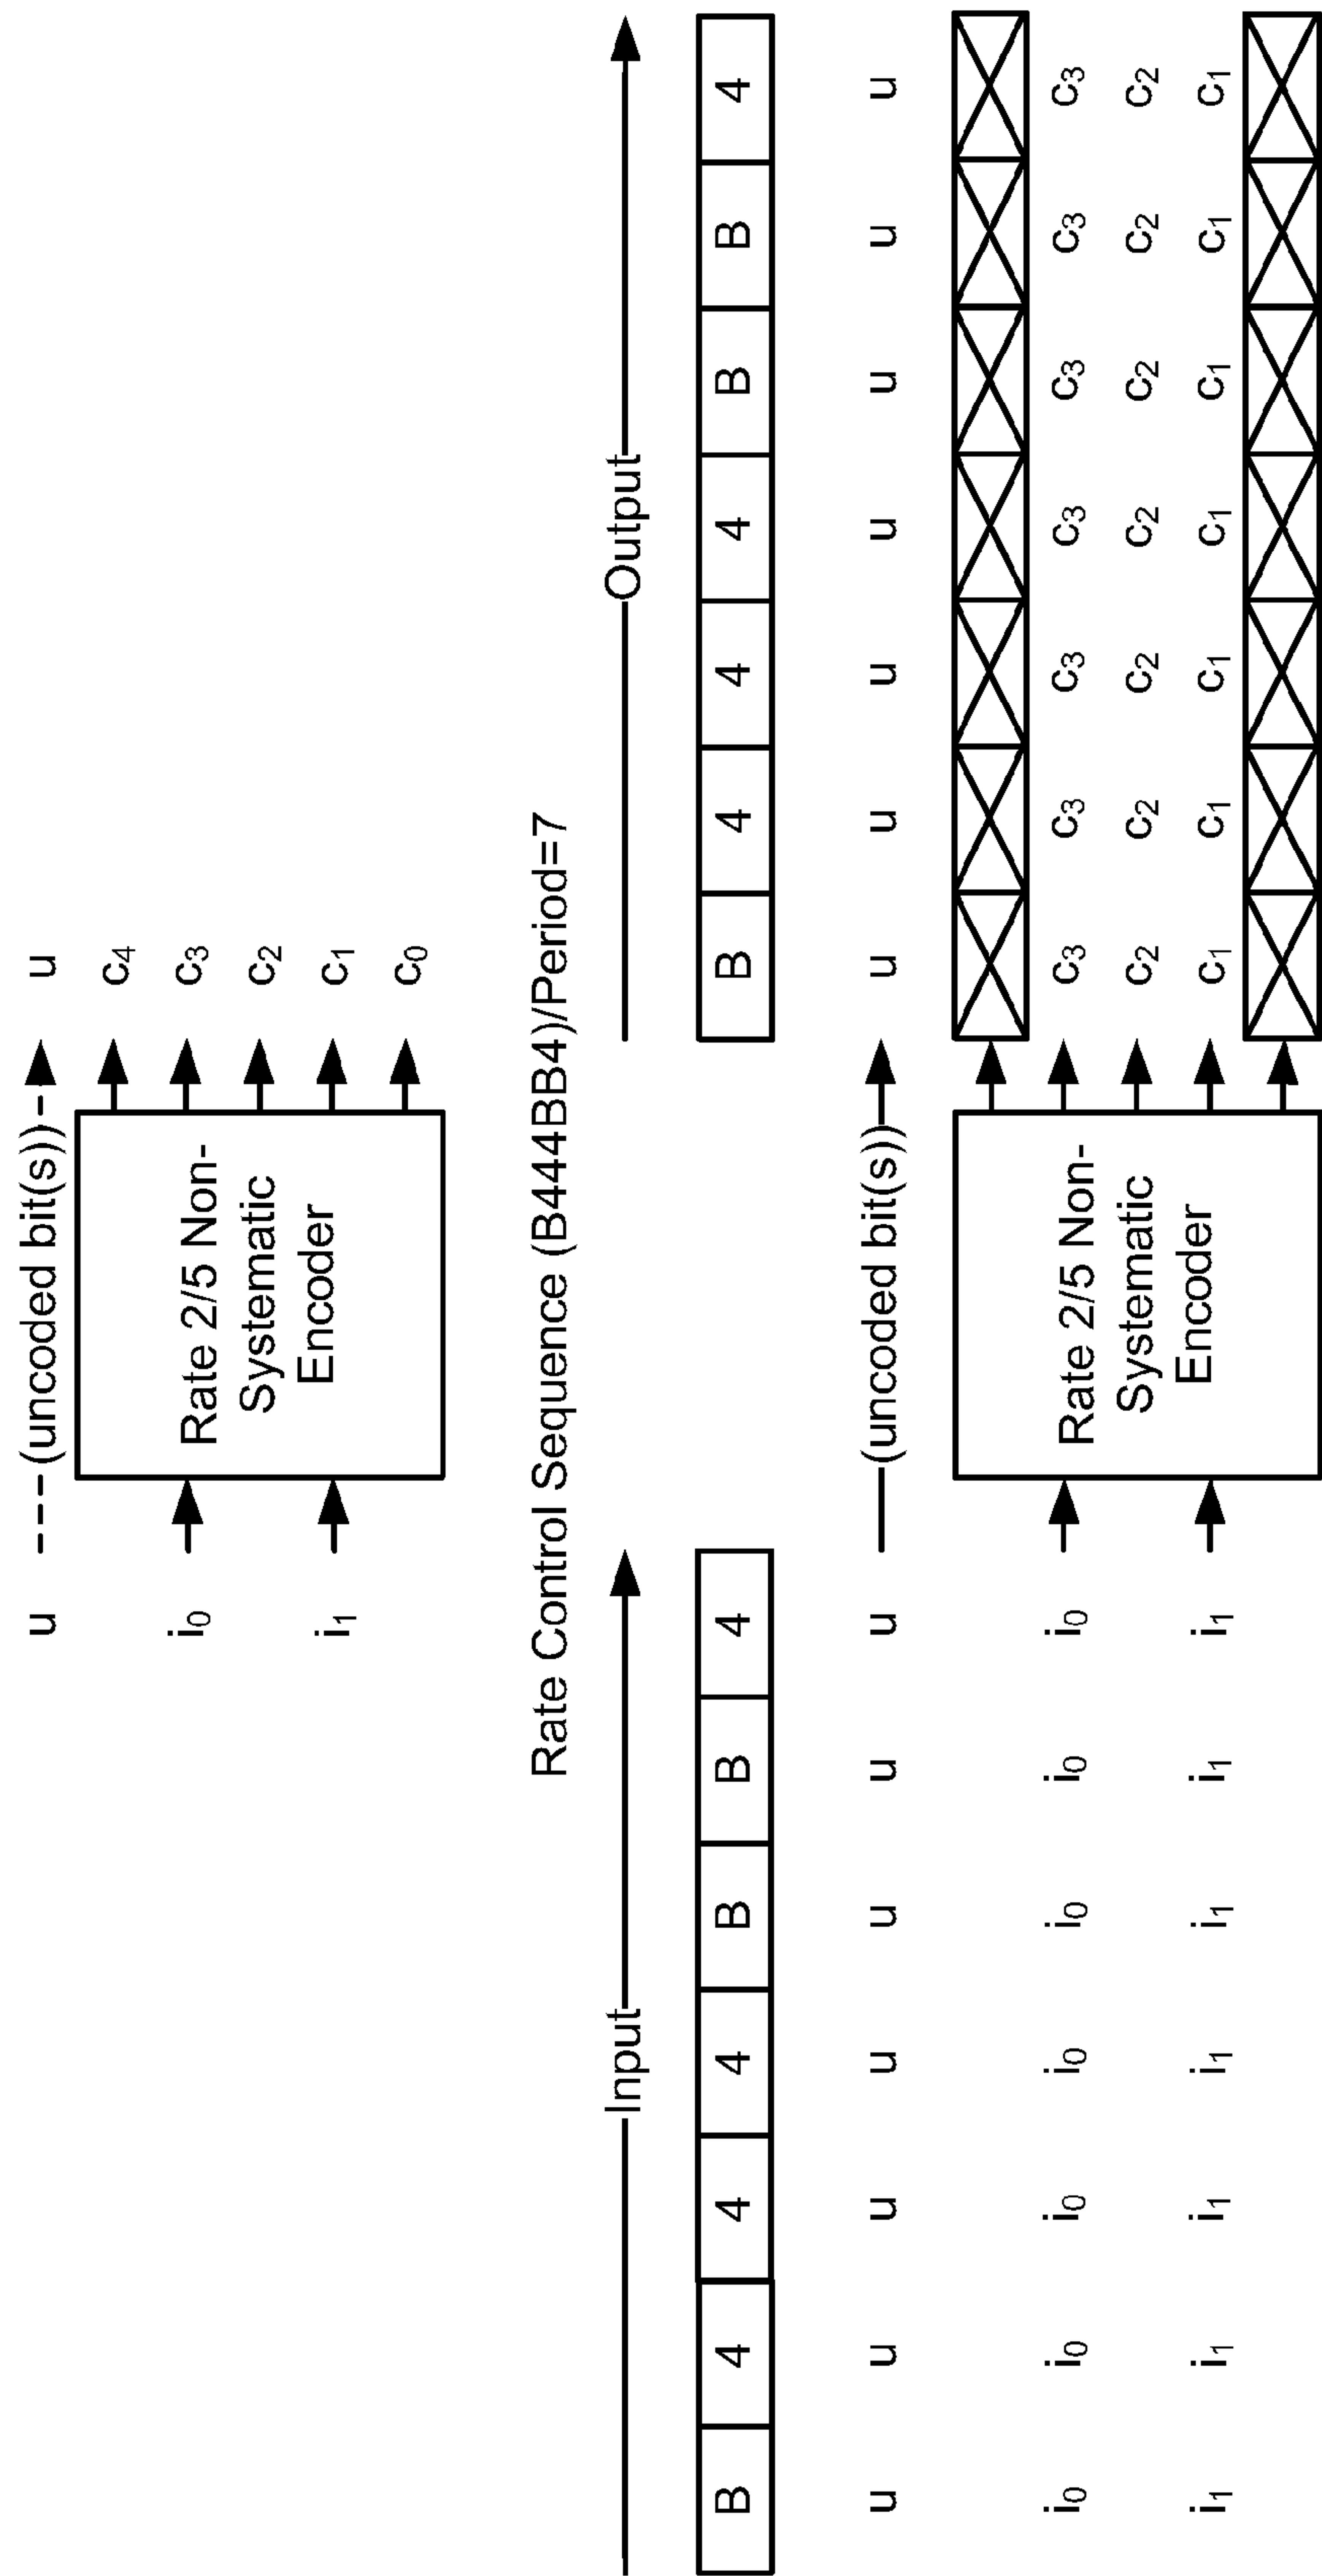 u (uncoded bit(s)) u
c4
i0 Rate 2/5 Non- c3
Systematic c2
i1 Encoder c1
c0
Rate Control Sequence (B444BB4)/Period=7
Input Output
B 4 4 4 B B 4 B 4 4 4 B B 4
u u u u u u u (uncoded bit(s)) u u u u u u u
i0 i0 i0 i0 i0 i0 i0 Rate 2/5 Non- c3 c3 c3 c3 c3 c3 c3
Systematic c2 c2 c2 c2 c2 c2 c2
i1 i1 i1 i1 i1 i1 i1 Encoder c1 c1 c1 c1 c1 c1 c1